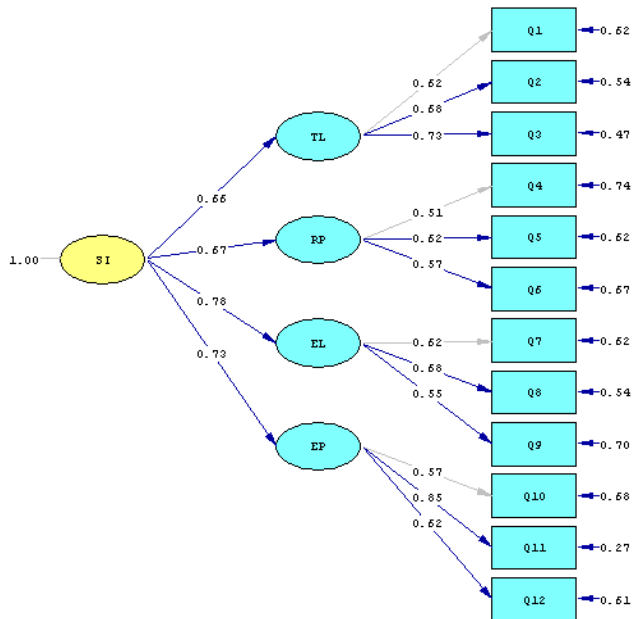 Q1 0.62
0.62
Q2 0.54
0.68
TL 0.73 Q3 0.47
Q4 0.74
0.66
0.51
RP 0.62 Q5 0.62
0.67
1.00 SI
0.57
Q6 0.67
0.78
EL 0.62 Q7 0.62
0.73
0.68
Q8 0.54
0.55
EP Q9 0.70
0.57
Q10 0.68
0.85
0.62
Q11 0.27
Q12 0.61